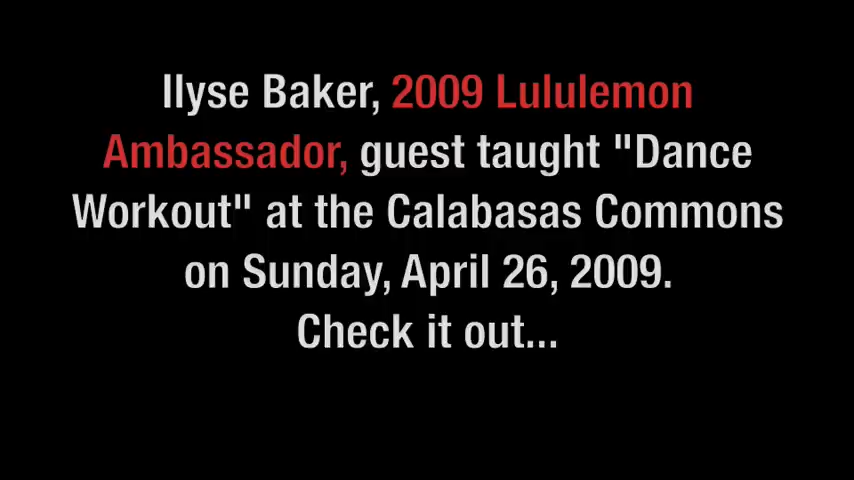 Ilyse Baker, 2009 Lululemon
Ambassador, guest taught "Dance
Workout" at the Calabasas Commons
on Sunday, April 26, 2009.
Check it out...